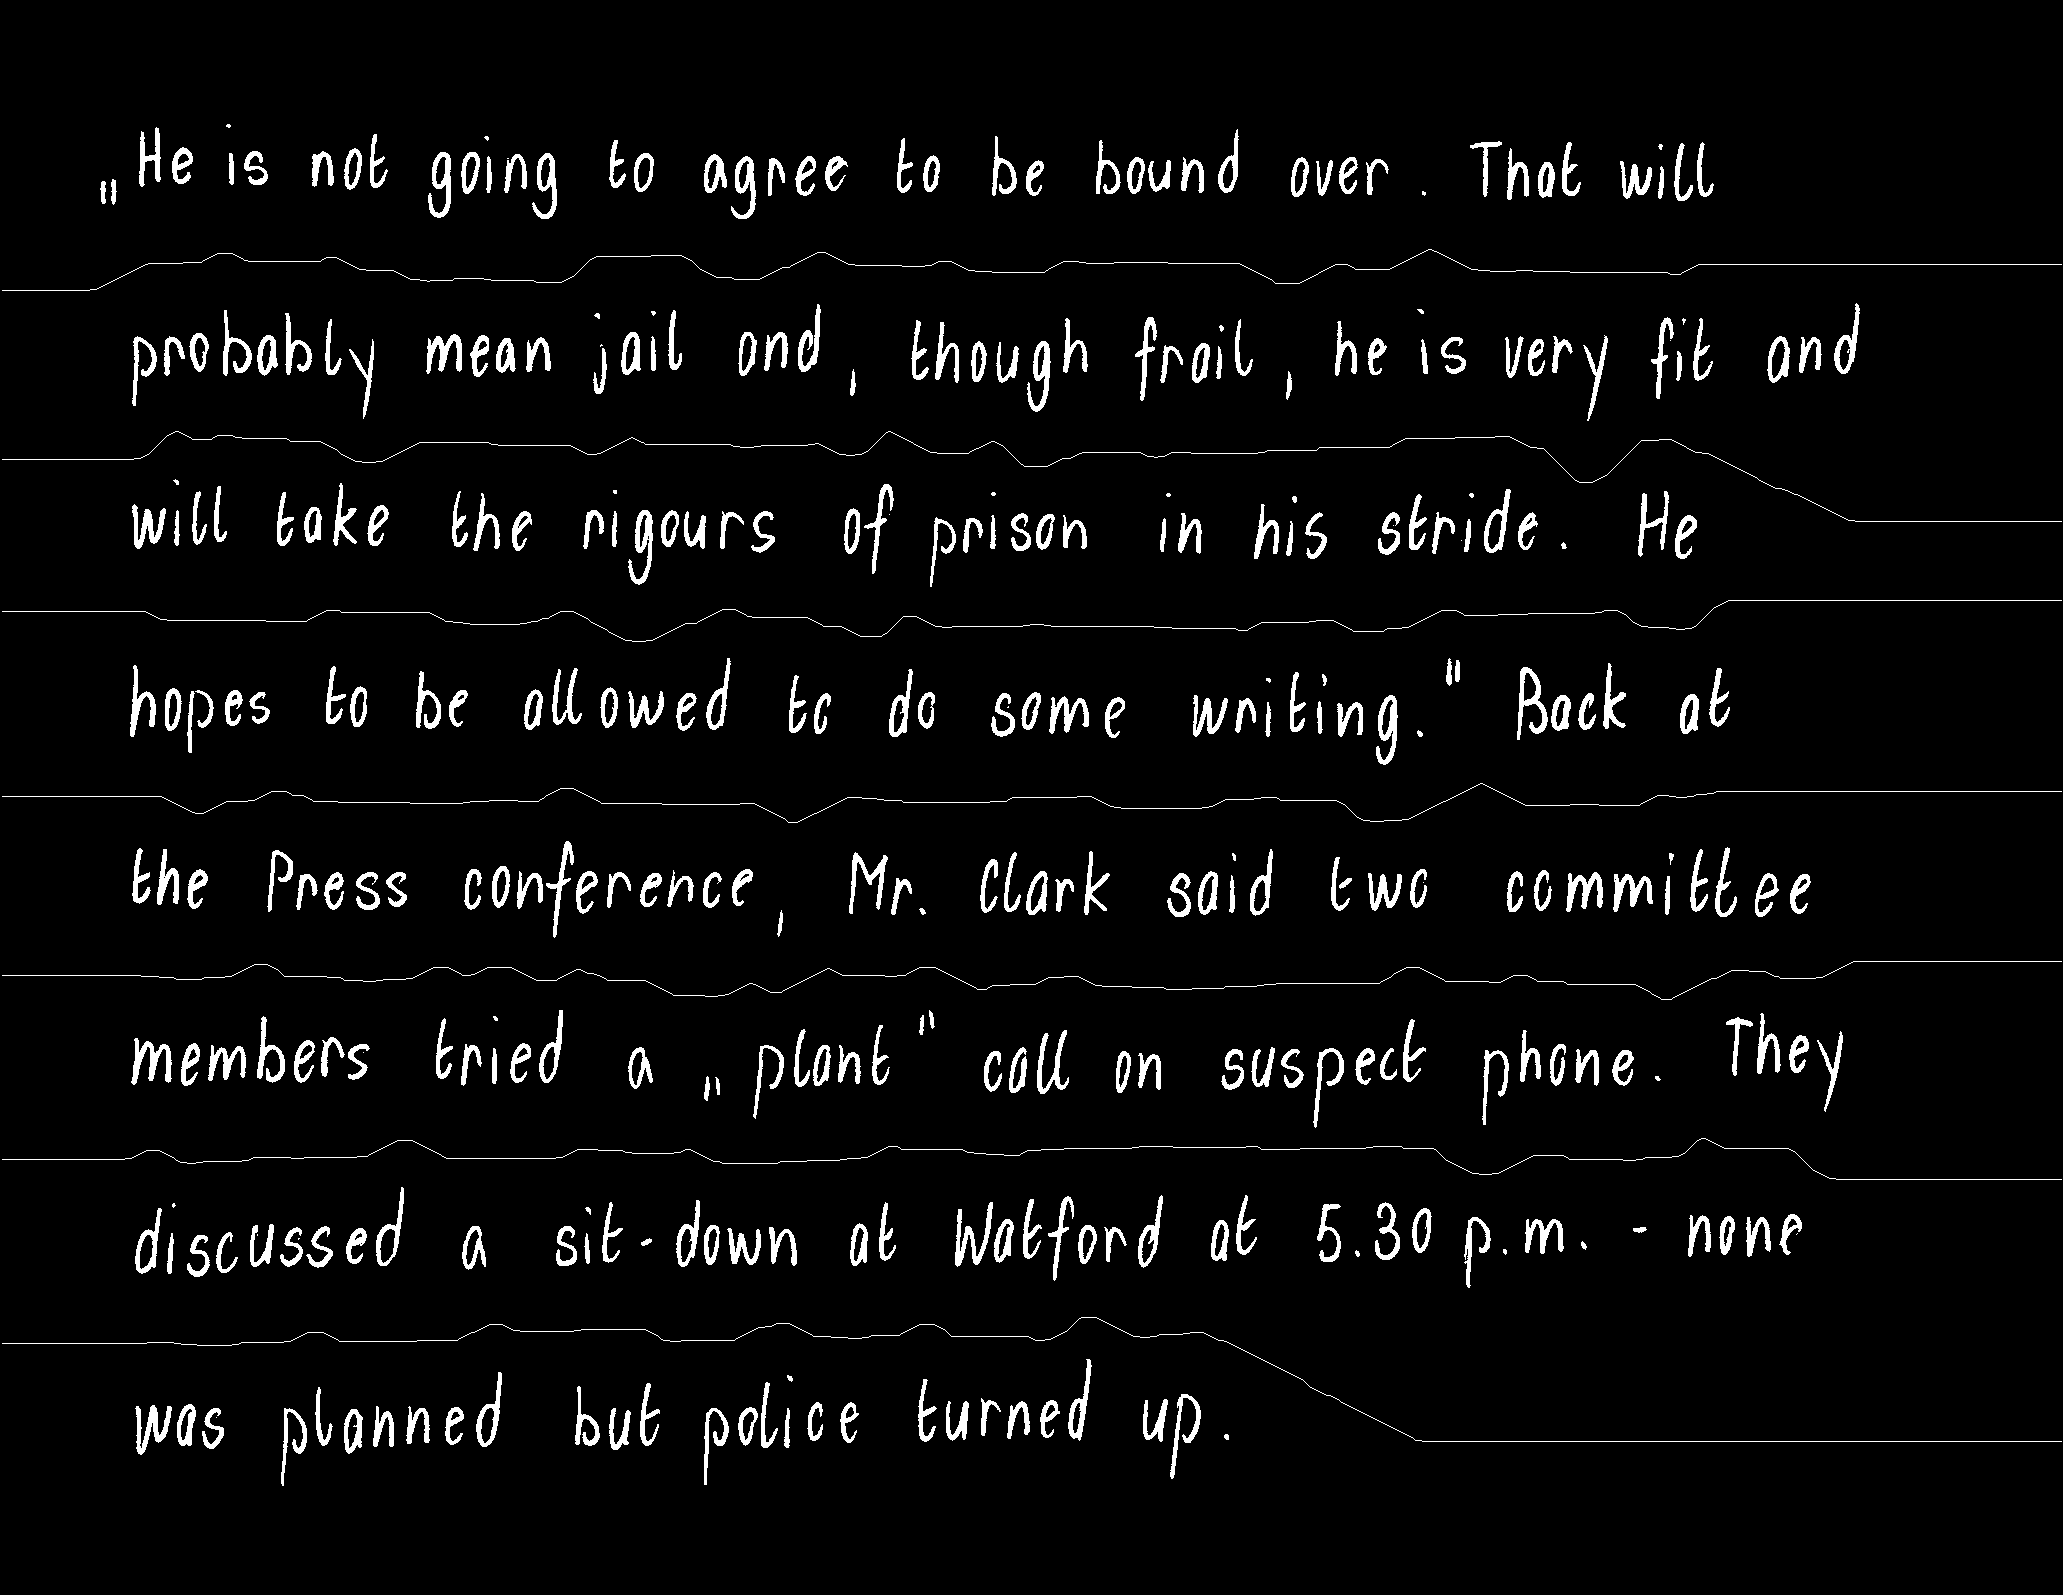 „He is not going to agree to be bound over. That will
probably mean jail and, though frail, he is very fit and
will take the rigours of prison in his stride. He
hopes to be allowed to do some writing." Back at
the Press conference, Mr. Clark said two committee
members tried a „plant" call on suspect phone. They
discussed a sit-down at Watford at 5.30 p.m. - none
was planned but police turned up.